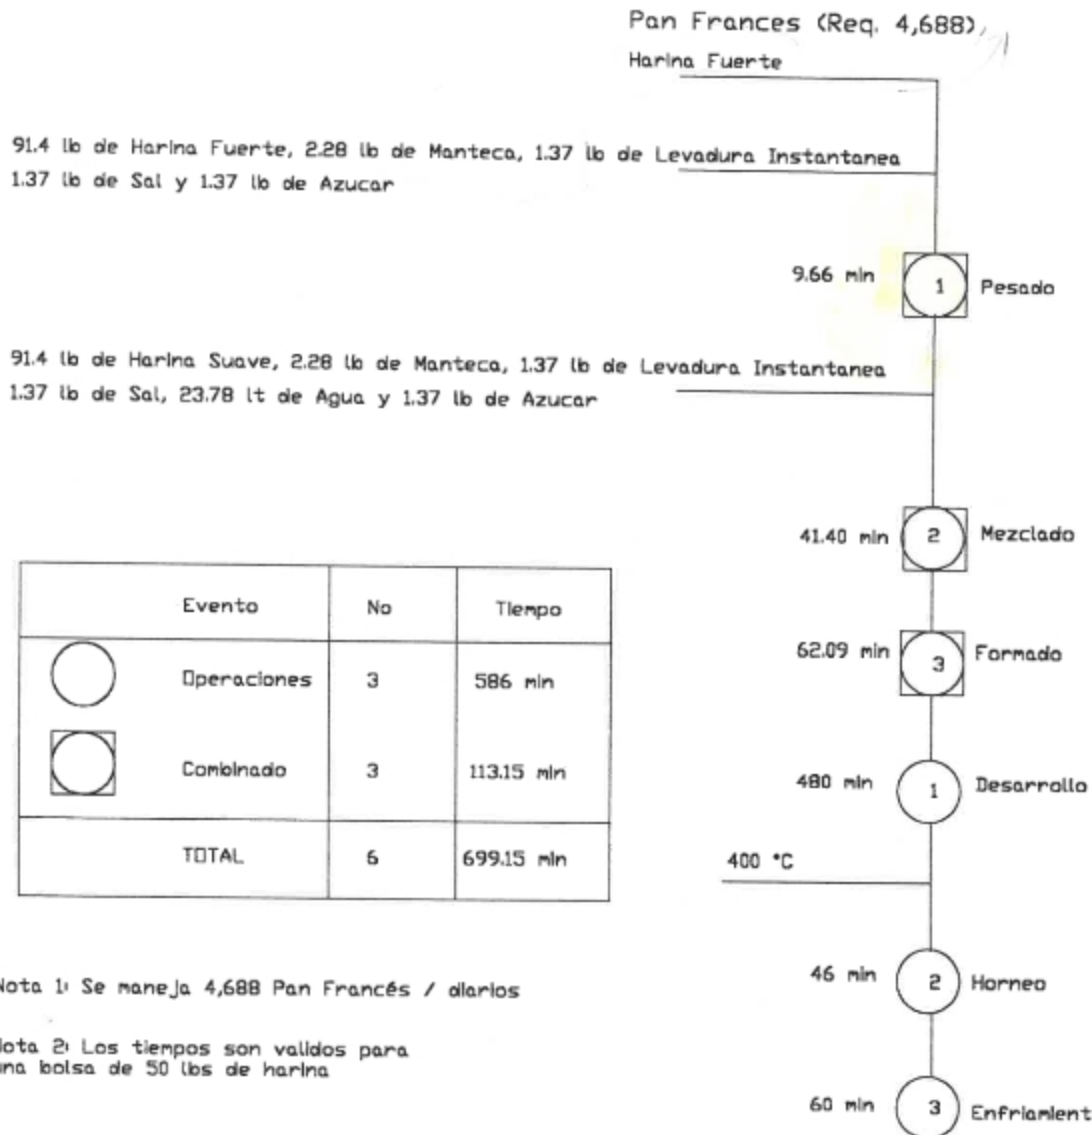 Pan Frances (Req. 4,688)
Harina Fuerte
91.4 lb de Harina Fuerte, 2.28 lb de Manteca, 1.37 lb de Levadura Instantanea
1.37 lb de Sal y 1.37 lb de Azucar
9.66 min 1 Pesado
91.4 lb de Harina Suave, 2.28 lb de Manteca, 1.37 lb de Levadura Instantanea
1.37 lb de Sal, 23.78 lt de Agua y 1.37 lb de Azucar
41.40 min 2 Mezclado
62.09 min 3 Formado
480 min 1 Desarrollo
400 °C
46 min 2 Horneo
60 min 3 Enfriamient
Evento No Tiempo
Operaciones 3 586 min
Combinado 3 113.15 min
TOTAL 6 699.15 min
Nota 1: Se maneja 4,688 Pan Francés / diarios
Nota 2: Los tiempos son validos para
una bolsa de 50 lbs de harina